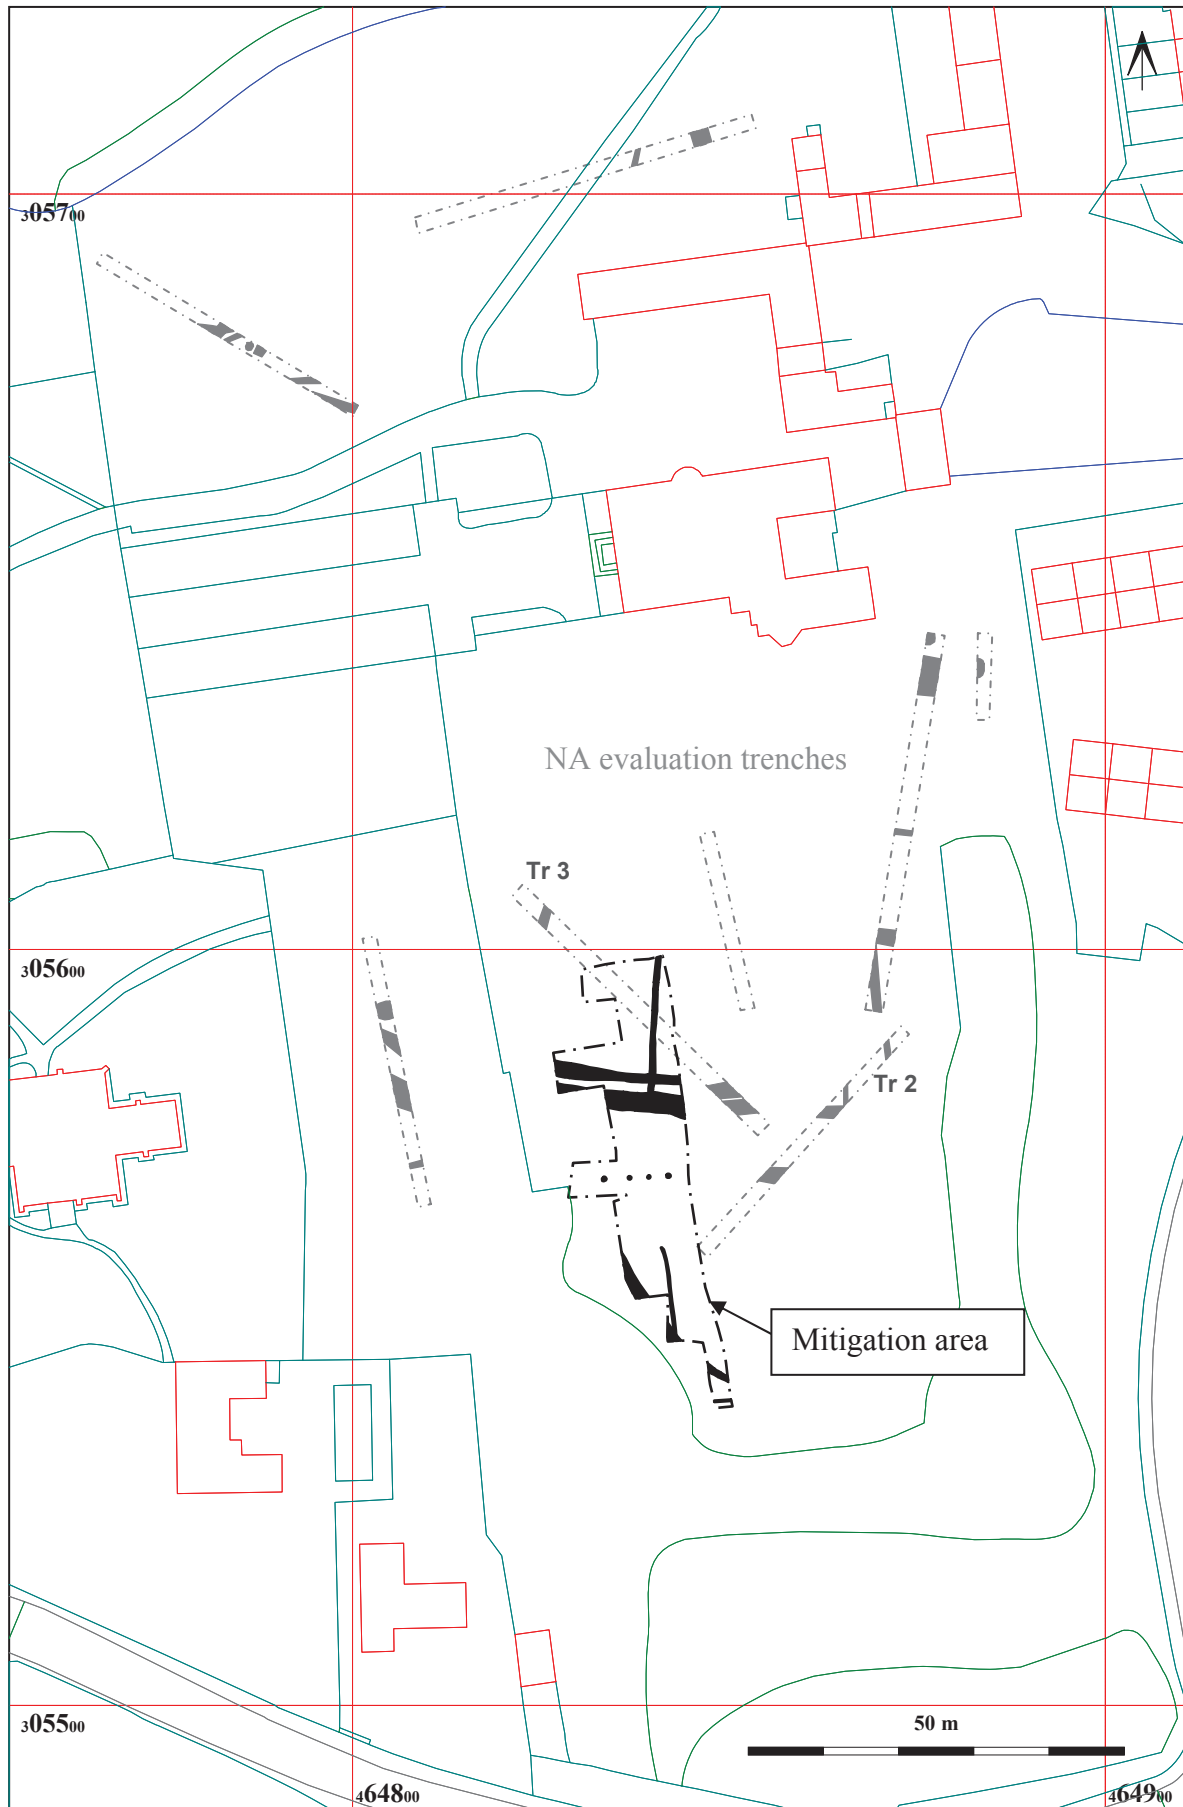 305700
NA evaluation trenches
Tr 3
305600
Tr 2
Mitigation area
305500
50 m
464800
464900